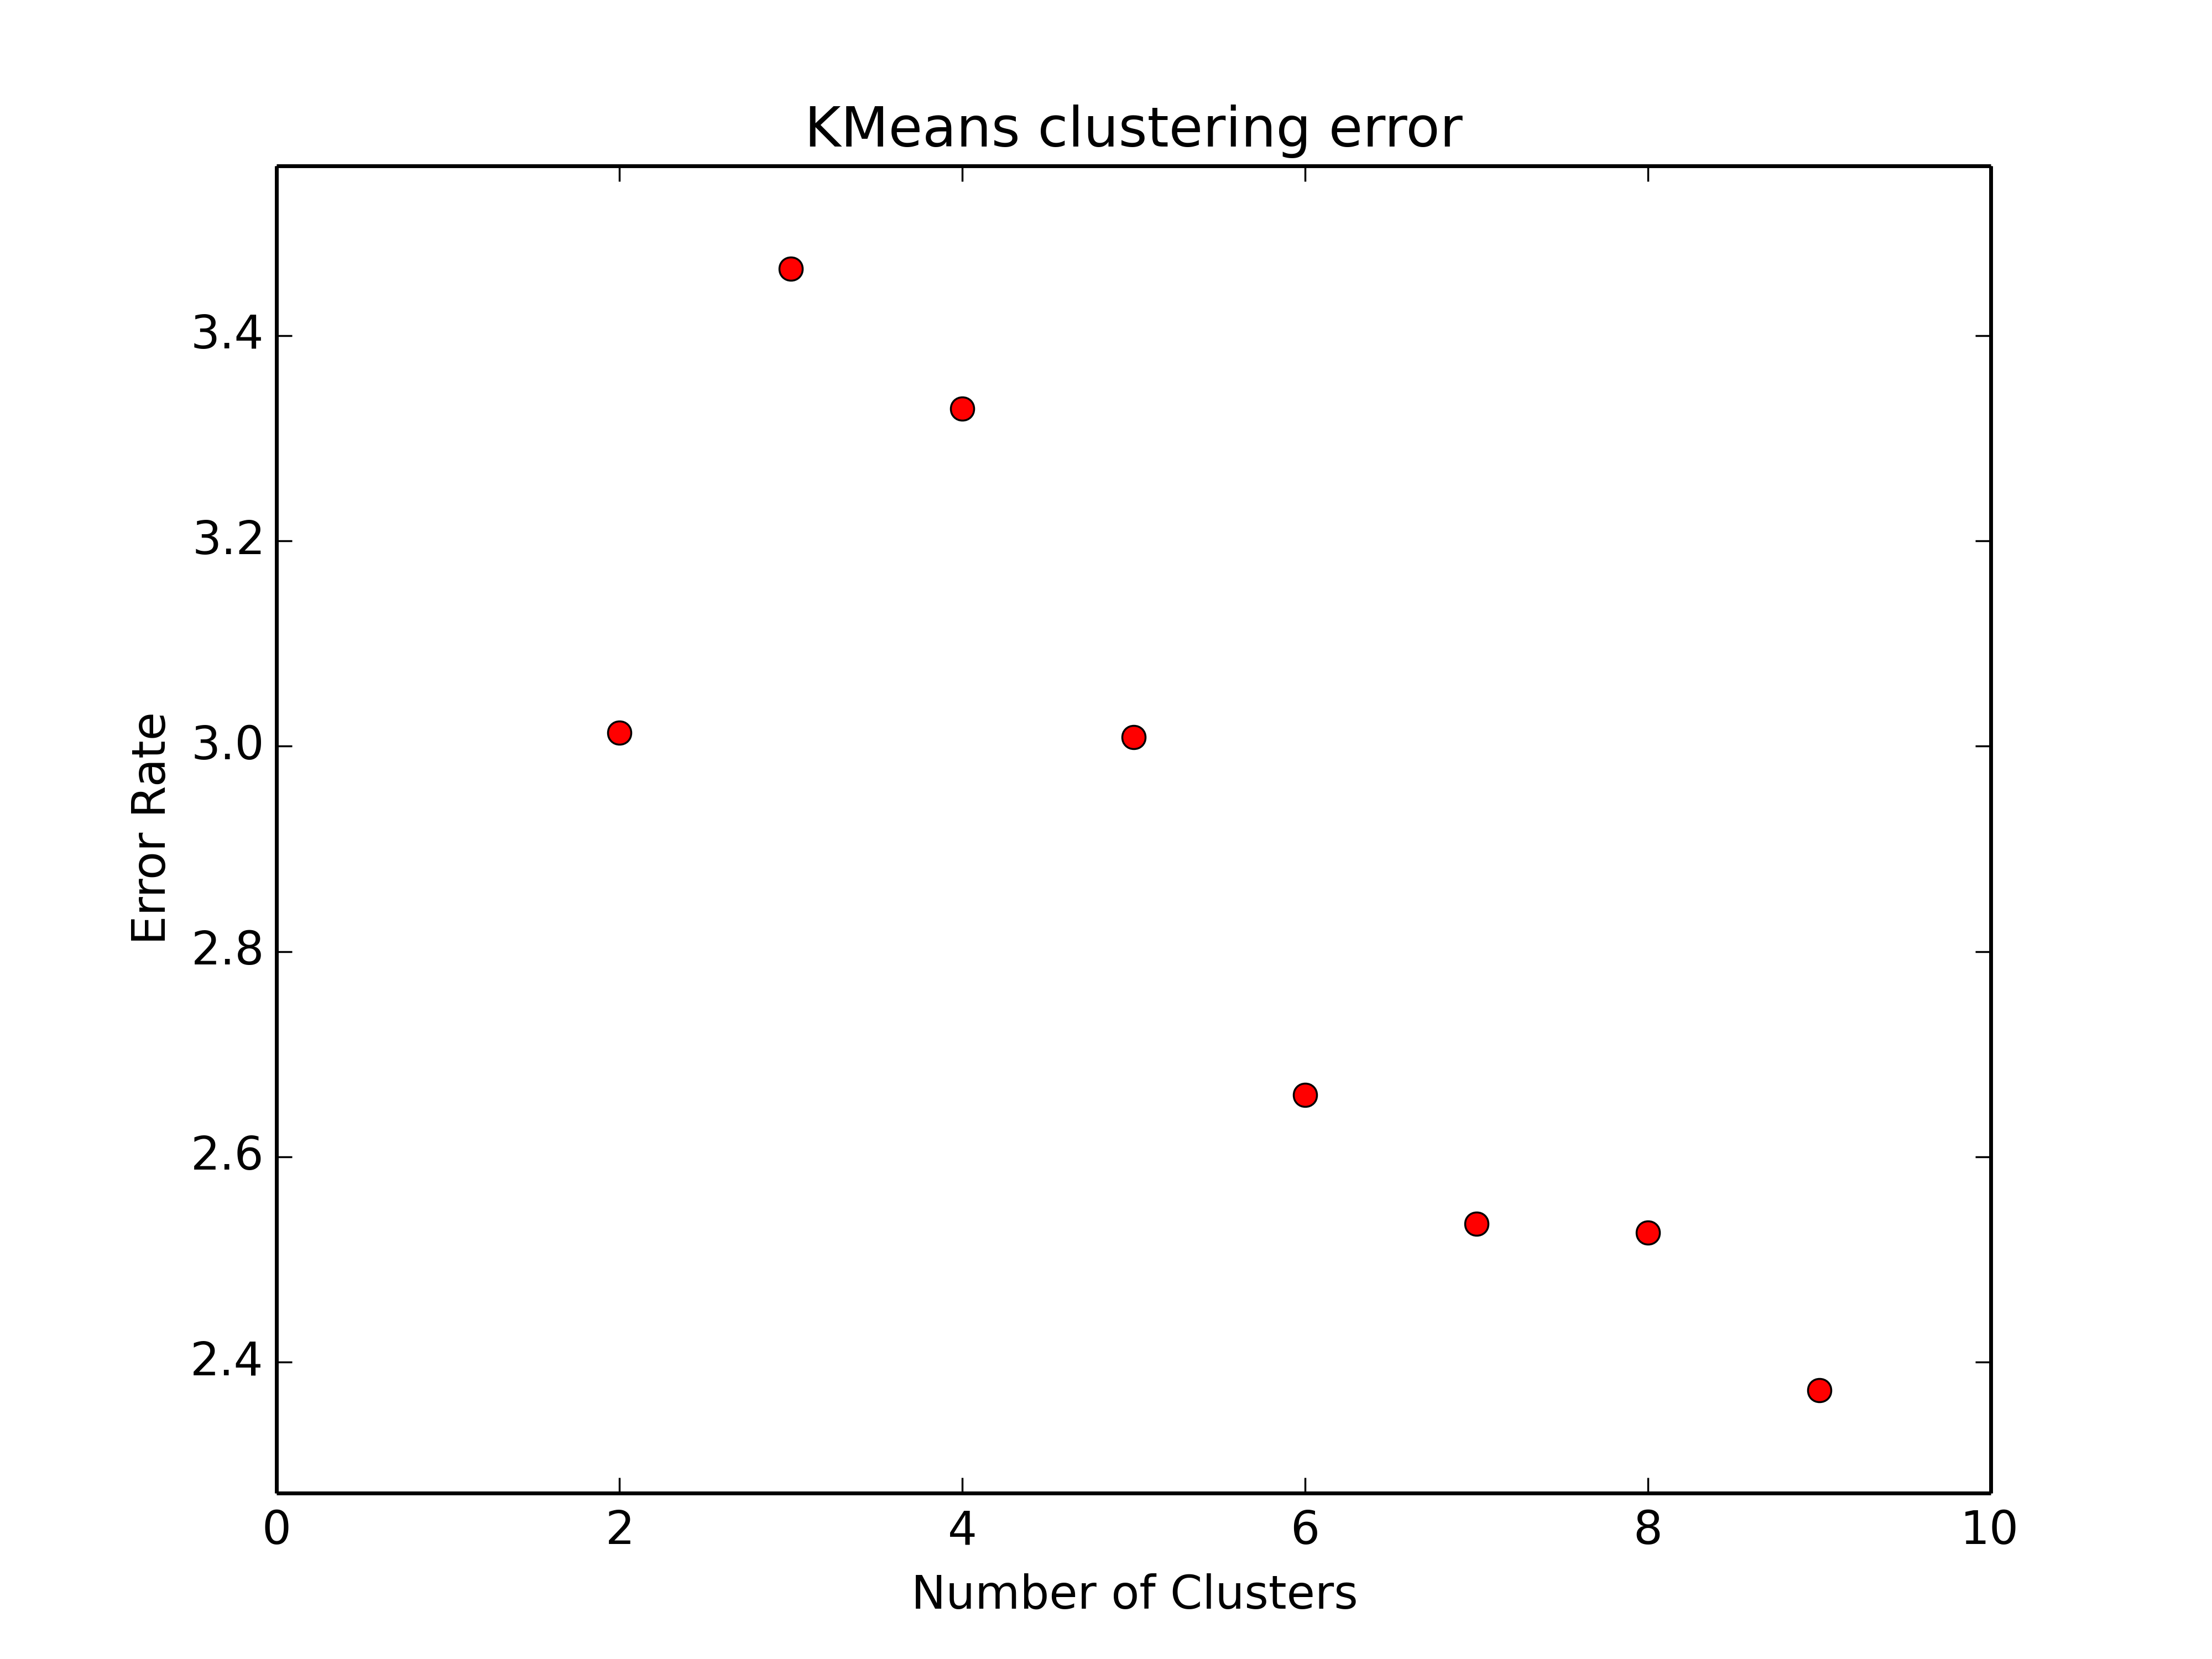 KMeans clustering error
3.4
3.2
3.0
2.8
2.6
2.4
Error Rate
0 2 4 6 8 10
Number of Clusters